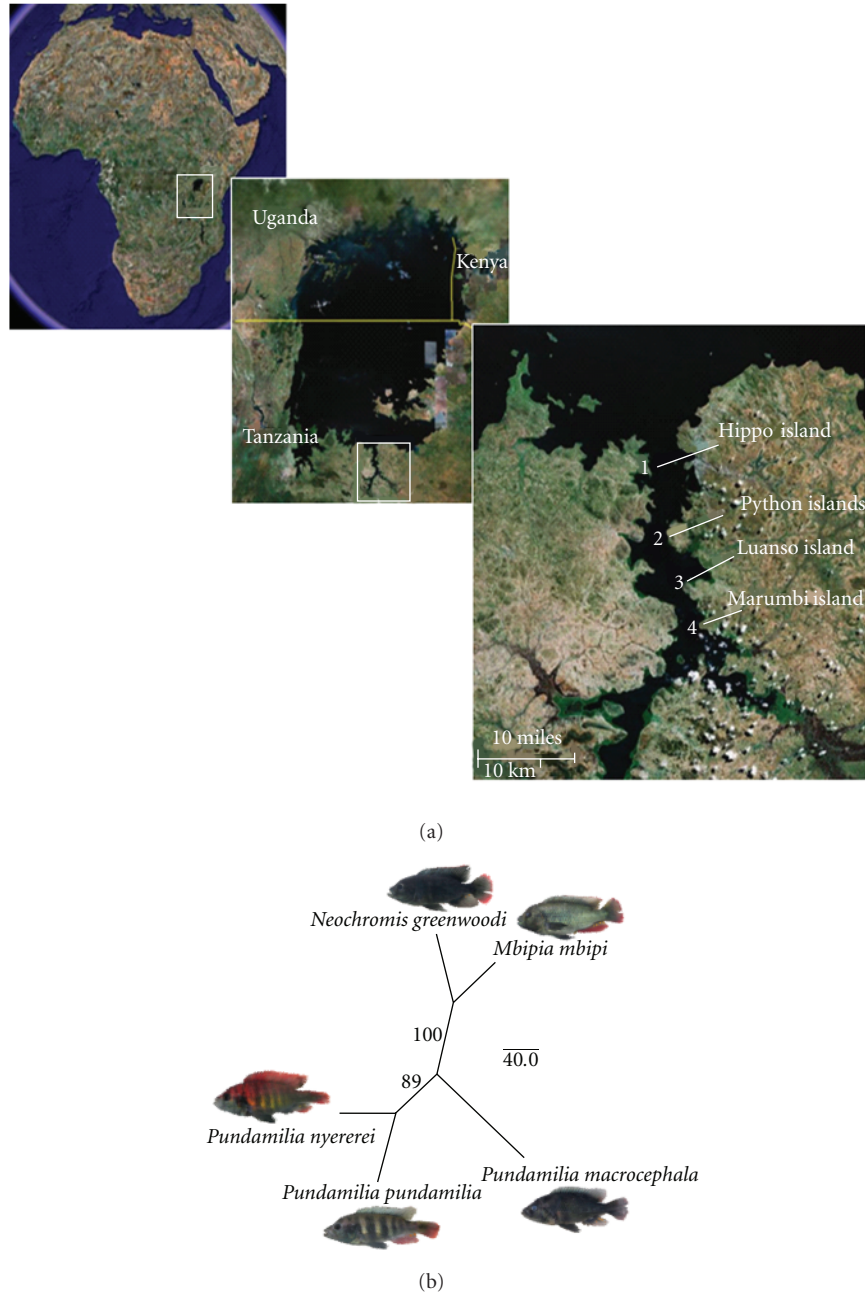 Uganda
Kenya
Tanzania
Hippo island
1
Python islands
2
Luanso island
3
Marumbi island
4
10 miles
10 km
(a)
Neochromis greenwoodi
Mbipia mbipi
100
40.0
89
Pundamilia nyererei
Pundamilia macrocephala
Pundamilia pundamilia
(b)